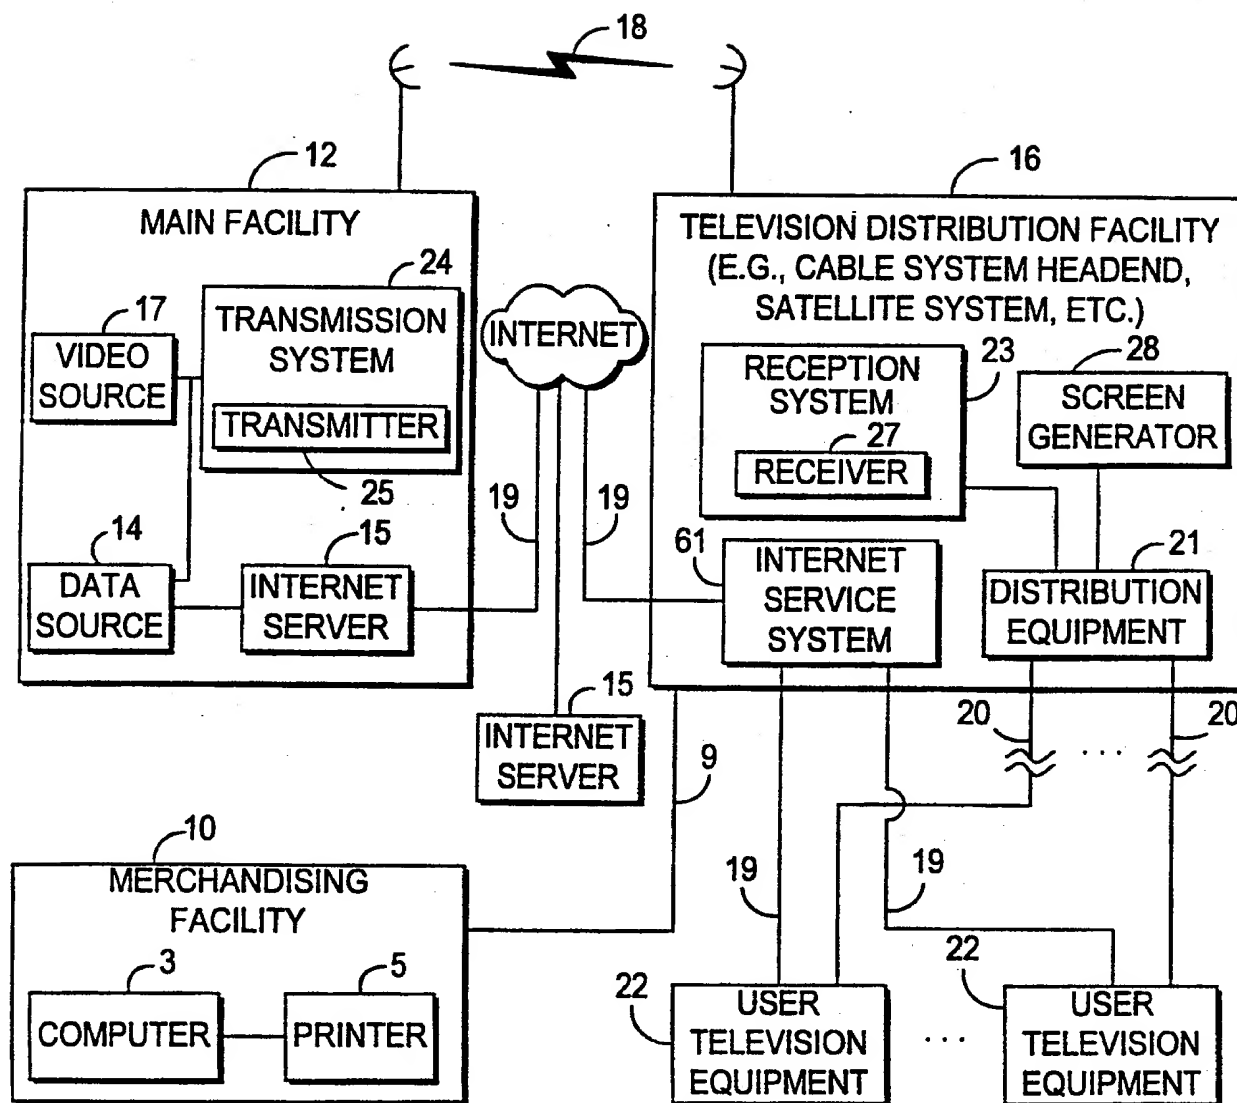 18
12
16
MAIN FACILITY
24
TRANSMISSION
SYSTEM
TRANSMITTER
25
17
VIDEO
SOURCE
14
DATA
SOURCE
15
INTERNET
SERVER
INTERNET
19
19
15
INTERNET
SERVER
TELEVISION DISTRIBUTION FACILITY
(E.G., CABLE SYSTEM HEADEND,
SATELLITE SYSTEM, ETC.)
RECEPTION
SYSTEM
23
27
RECEIVER
28
SCREEN
GENERATOR
61
INTERNET
SERVICE
SYSTEM
21
DISTRIBUTION
EQUIPMENT
20
...
20
9
10
MERCHANDISING
FACILITY
3
COMPUTER
5
PRINTER
19
19
22
USER
TELEVISION
EQUIPMENT
...
22
USER
TELEVISION
EQUIPMENT